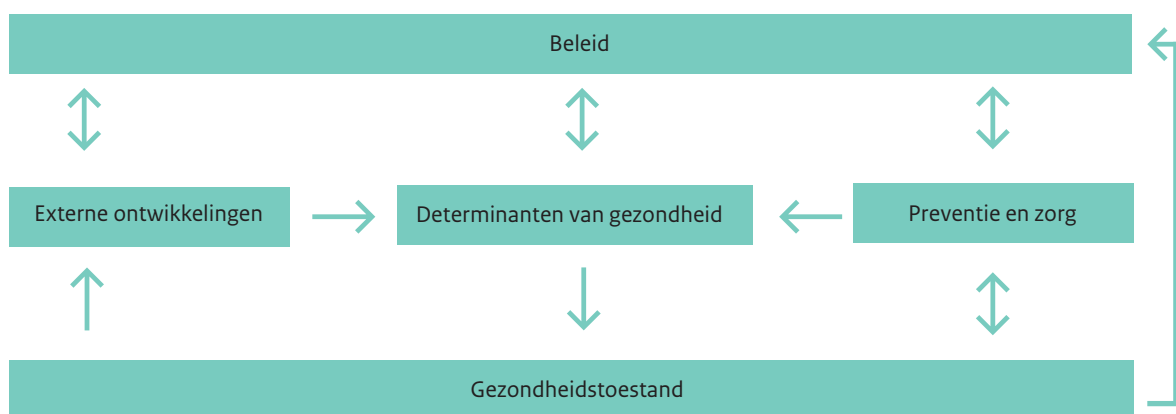 Beleid
Externe ontwikkelingen
Determinanten van gezondheid
Preventie en zorg
Gezondheidstoestand